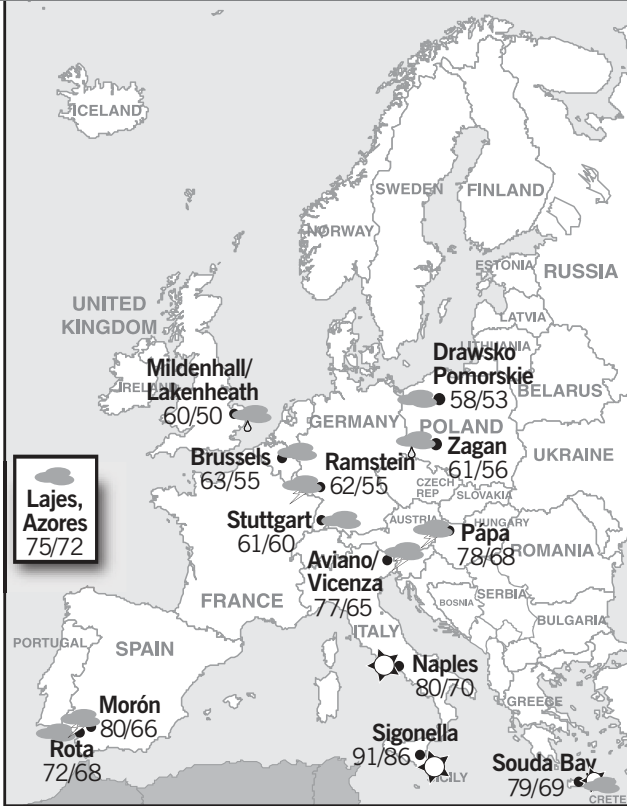 ICELAND
SWEDEN
FINLAND
NORWAY
ESTONIA
RUSSIA
LATVIA
UNITED
KINGDOM
LITHUANIA
Drawsko
Pomorskie
58/53
Mildenhall/
Lakenheath
60/50
IRELAND
BELARUS
GERMANY
POLAND
Zagan
61/56
UKRAINE
Brussels
63/55
Ramstein
62/55
CZECH
REP
SLOVAKIA
Lajes,
Azores
75/72
Stuttgart
61/60
AUSTRIA
HUNGARY
Pápa
78/68
ROMANIA
Aviano/
Vicenza
77/65
FRANCE
BOSNIA
SERBIA
BULGARIA
ITALY
PORTUGAL
SPAIN
Naples
80/70
GREECE
Morón
80/66
Rota
72/68
Sigonella
91/86
SICILY
Souda Bay
79/69
CRETE